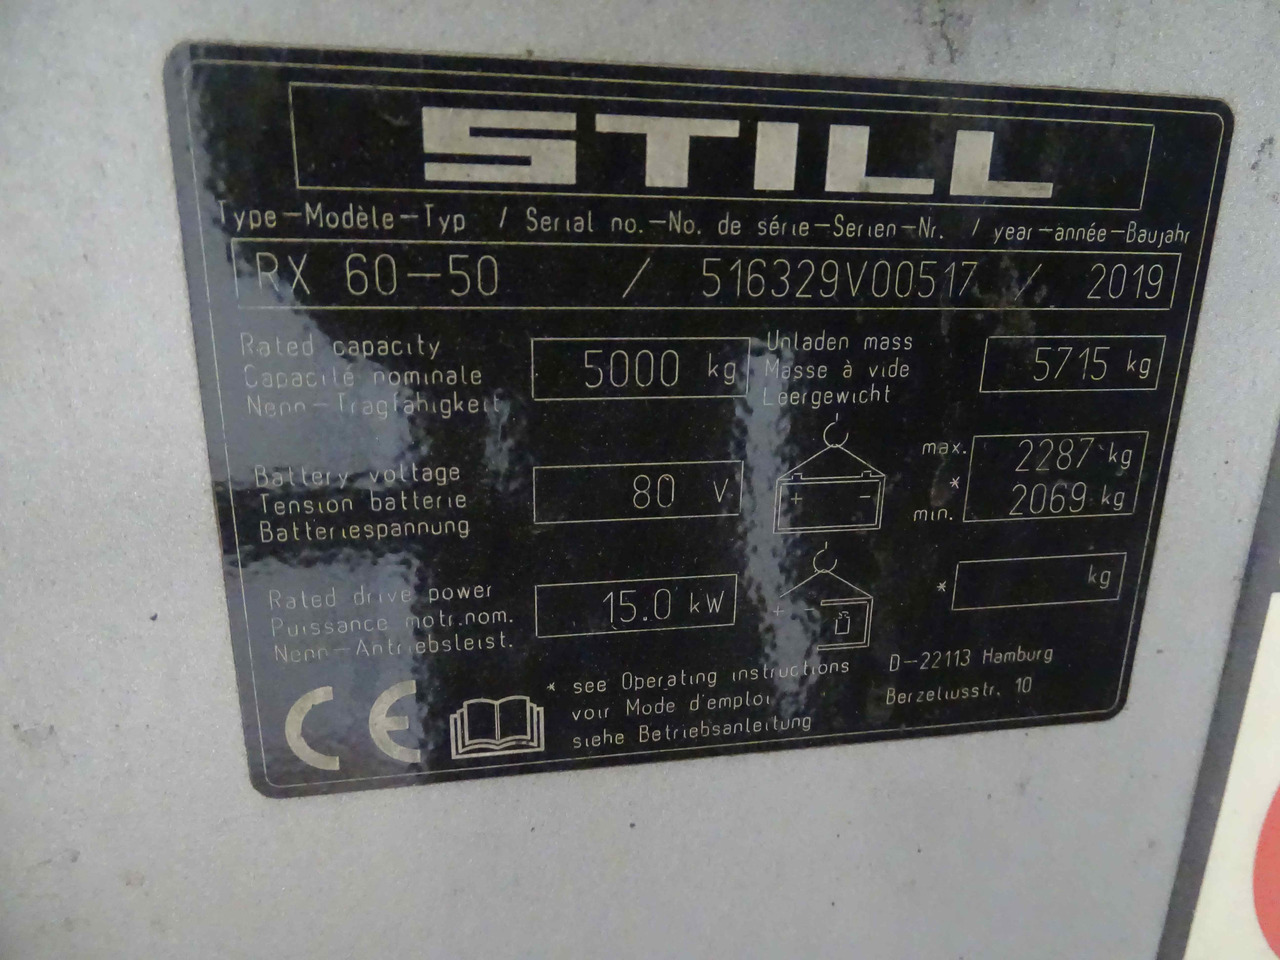 STILL
Type-Modèle-Typ / Serial no.-No. de série-Serien-Nr. / year-année-Baujahr
RX 60-50 / 516329V00517 / 2019
Rated capacity
Capacité nominale
Nenn-Tragfähigkeit
5000 kg
Unladen mass
Masse à vide
Leergewicht
5715 kg
Battery voltage
Tension batterie
Batteriespannung
80 V
+ -
max. 2287 kg
*
min. 2069 kg
Rated drive power
Puissance motr.nom.
Nenn-Antriebsleist.
15.0 kW
+ -
* kg
CE
* see Operating instructions
voir Mode d'emploi
siehe Betriebsanleitung
D-22113 Hamburg
Berzeliusstr. 10